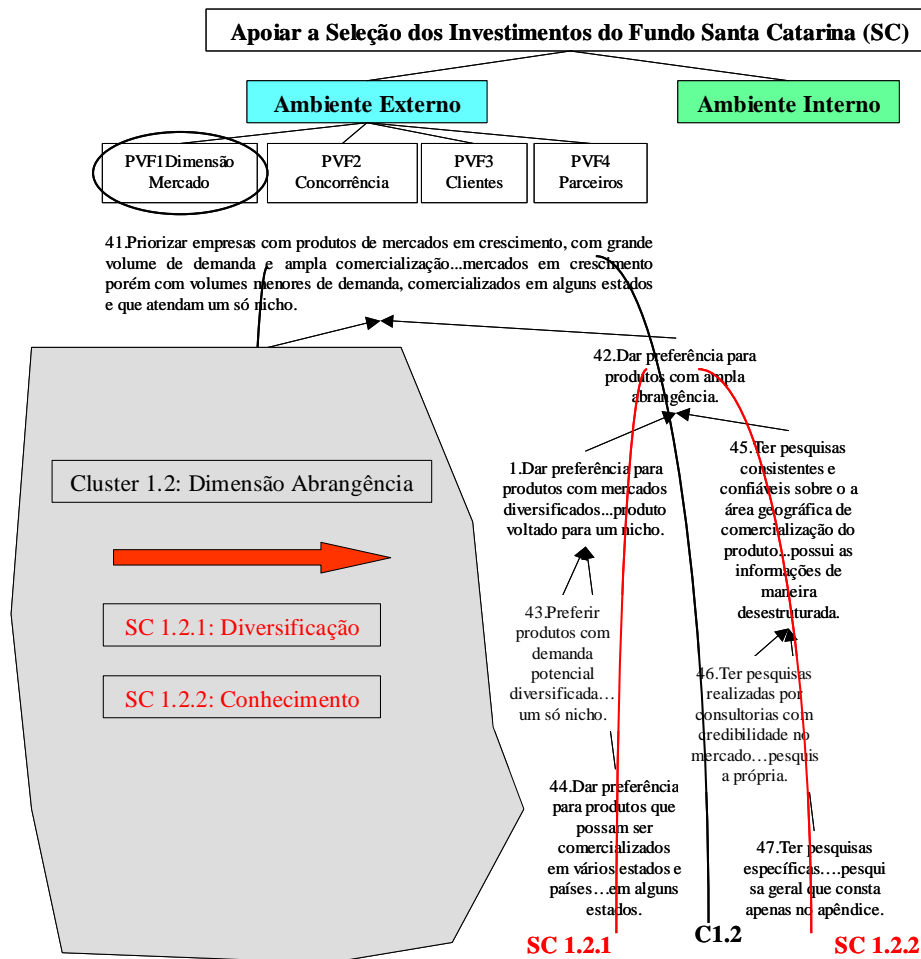 Apoiar a Seleção dos Investimentos do Fundo Santa Catarina (SC)
Ambiente Externo
Ambiente Interno
PVF1Dimensão
Mercado
PVF2
Concorrência
PVF3
Clientes
PVF4
Parceiros
41.Priorizar empresas com produtos de mercados em crescimento, com grande
volume de demanda e ampla comercialização...mercados em crescimento
porém com volumes menores de demanda, comercializados em alguns estados
e que atendam um só nicho.
42.Dar preferência para
produtos com ampla
abrangência.
Cluster 1.2: Dimensão Abrangência
SC 1.2.1: Diversificação
SC 1.2.2: Conhecimento
1.Dar preferência para
produtos com mercados
diversificados...produto
voltado para um nicho.
43.Preferir
produtos com
demanda
potencial
diversificada…
um só nicho.
44.Dar preferência
para produtos que
possam ser
comercializados
em vários estados e
países…em alguns
estados.
45.Ter pesquisas
consistentes e
confiáveis sobre o a
área geográfica de
comercialização do
produto...possui as
informações de
maneira
desestruturada.
46.Ter pesquisas
realizadas por
consultorias com
credibilidade no
mercado…pesquis
a própria.
47.Ter pesquisas
específicas….pesqui
sa geral que consta
apenas no apêndice.
SC 1.2.1
C1.2
SC 1.2.2